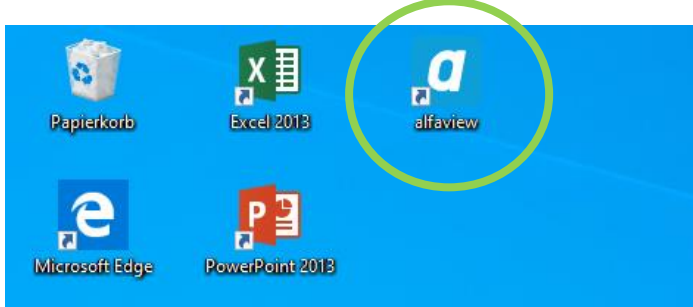 Papierkorb
Excel 2013
alfaview
Microsoft Edge
PowerPoint 2013